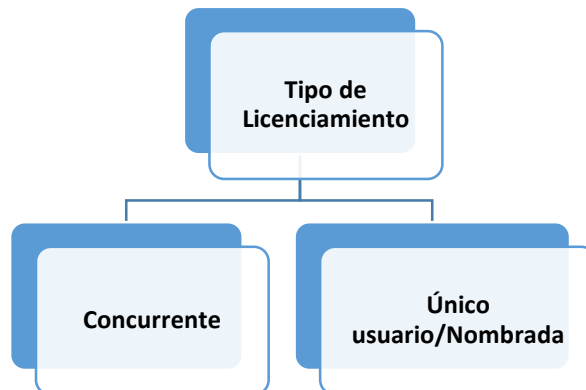 Tipo de
Licenciamiento
Concurrente
Único
usuario/Nombrada